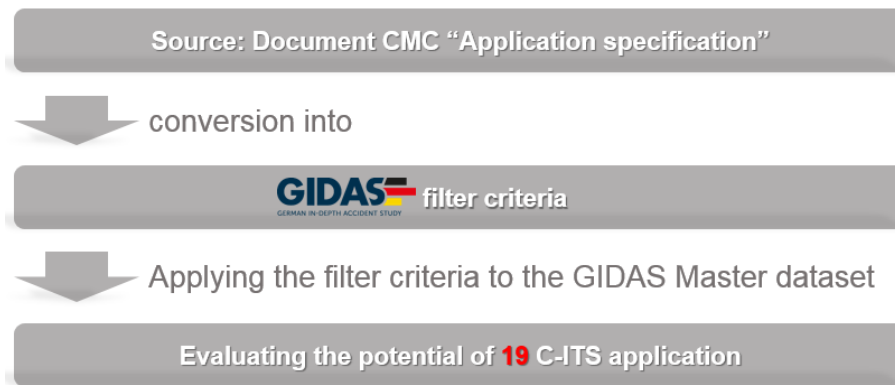 Source: Document CMC “Application specification”
conversion into
GIDAS filter criteria
GERMAN IN-DEPTH ACCIDENT STUDY
Applying the filter criteria to the GIDAS Master dataset
Evaluating the potential of 19 C-ITS application